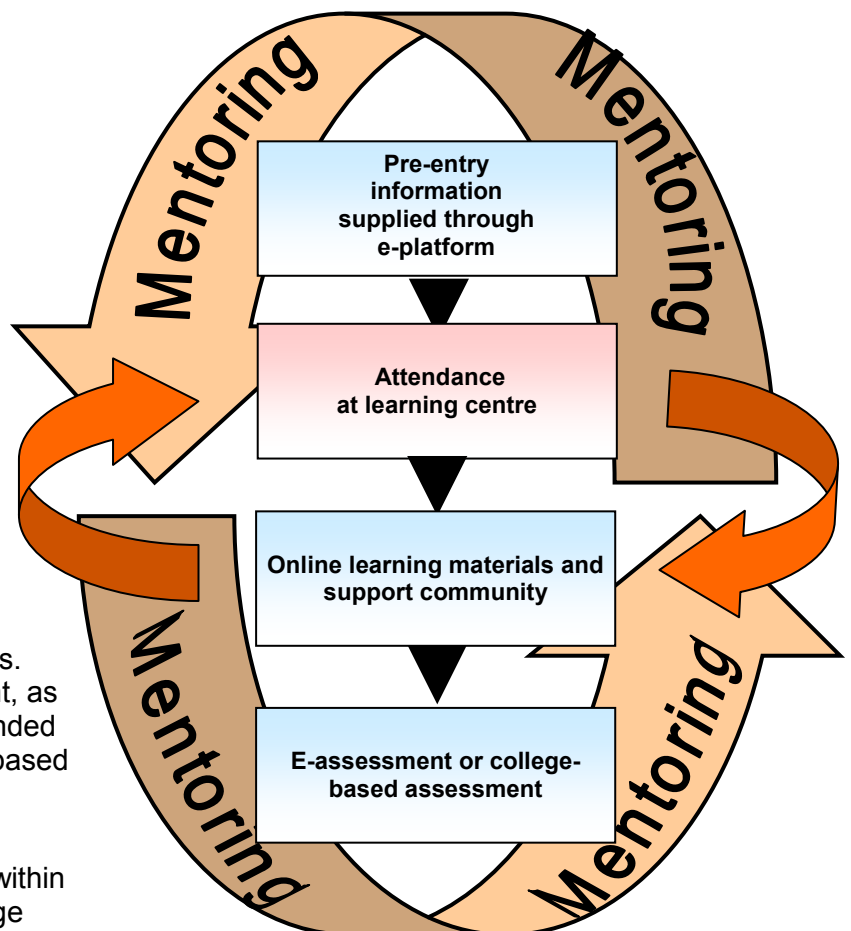 Mentoring
Mentoring
Pre-entry
information
supplied through
e-platform
Attendance
at learning centre
Online learning materials and
support community
E-assessment or college-
based assessment
Mentoring
Mentoring
s.
t, as
nded
based
within
ge